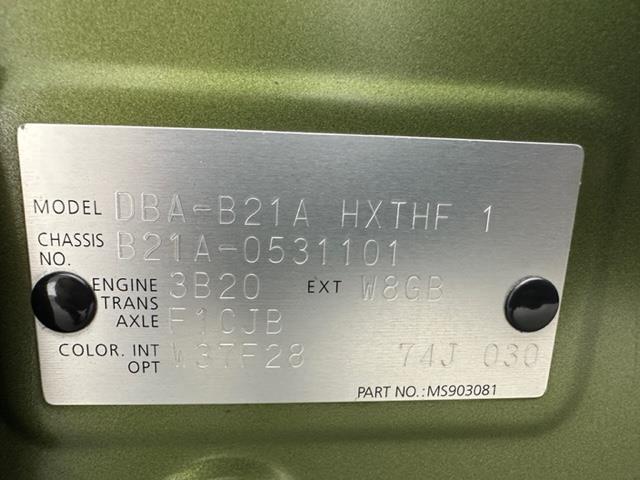 MODEL DBA-B21A HXTHF 1
CHASSIS NO. B21A-0531101
ENGINE 3B20 EXT W8GB
TRANS AXLE F1CJB
COLOR. INT OPT W37F28 74J 030
PART NO.: MS903081